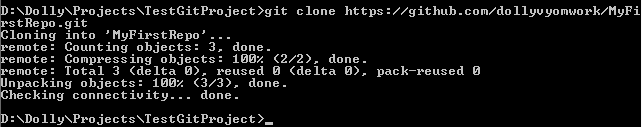 D:\Dolly\Projects\TestGitProject>git clone https://github.com/dollyvyomwork/MyFi
rstRepo.git
Cloning into 'MyFirstRepo'...
remote: Counting objects: 3, done.
remote: Compressing objects: 100% (2/2), done.
remote: Total 3 (delta 0), reused 0 (delta 0), pack-reused 0
Unpacking objects: 100% (3/3), done.
Checking connectivity... done.
D:\Dolly\Projects\TestGitProject>_